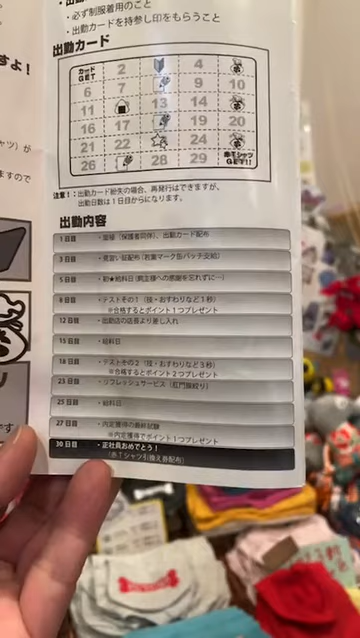 ・必ず制服着用のこと
・出勤カードを持参し印をもらうこと
出勤カード
カード
GET
2
4
6
7
9
10
11
13
14
16
17
19
20
21
22
24
26
28
29
赤Tシャツ
GET!!
注意！：出勤カード紛失の場合、再発行はできますが、
出勤日数は１日目からになります。
出勤内容
1日目
・面接（保護者同伴）、出勤カード配布
3日目
・見習い証配布（若葉マーク缶バッチ交給）
5日目
・初★給料日（飼主様への感謝を忘れずに…）
8日目
・テストその１（伏・おすわりなど１秒）
※合格するとポイント１つプレゼント
12日目
・出勤店の店長より差し入れ
15日目
・給料日
18日目
・テストその２（伏・おすわりなど３秒）
※合格するとポイント２つプレゼント
23日目
・リフレッシュサービス（肛門腺絞り）
25日目
・給料日
27日目
・内定獲得の最終試験
※内定獲得でポイント１つプレゼント
30日目
・正社員おめでとう！
（赤Tシャツ引換え券配布）